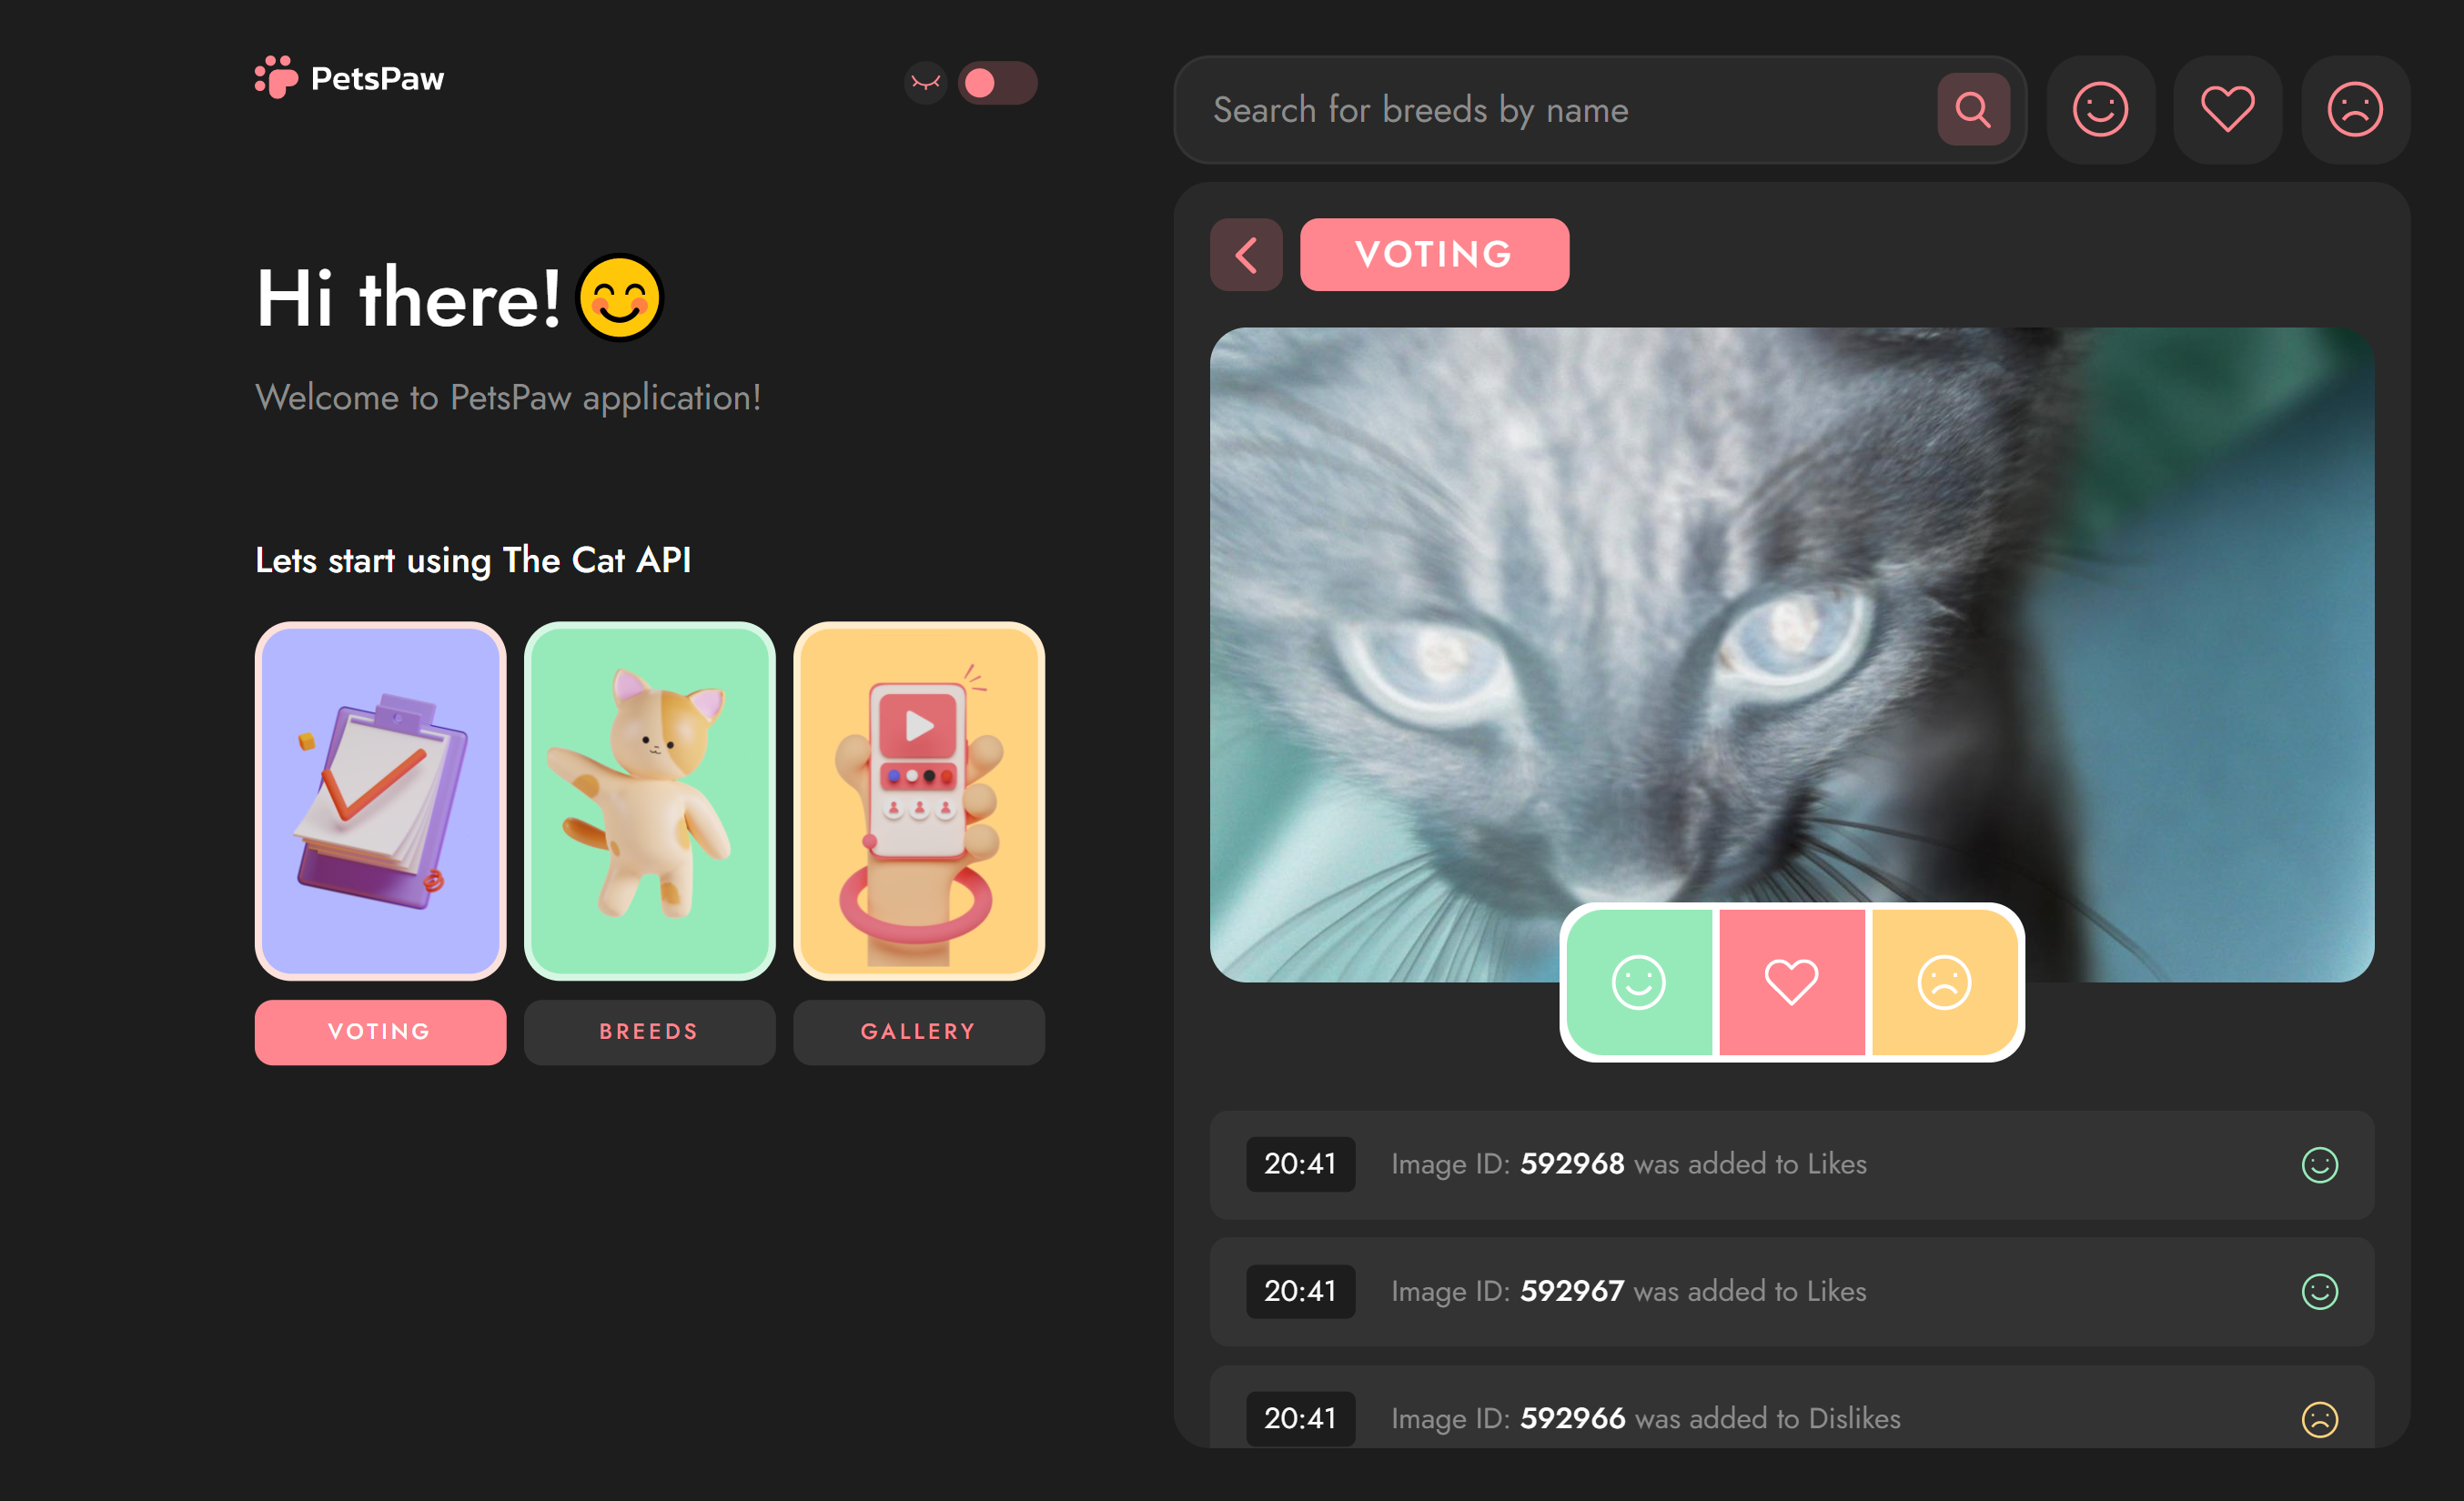 PetsPaw
Hi there!
Welcome to PetsPaw application!
Lets start using The Cat API
VOTING
BREEDS
GALLERY
Search for breeds by name
VOTING
20:41 Image ID: 592968 was added to Likes
20:41 Image ID: 592967 was added to Likes
20:41 Image ID: 592966 was added to Dislikes